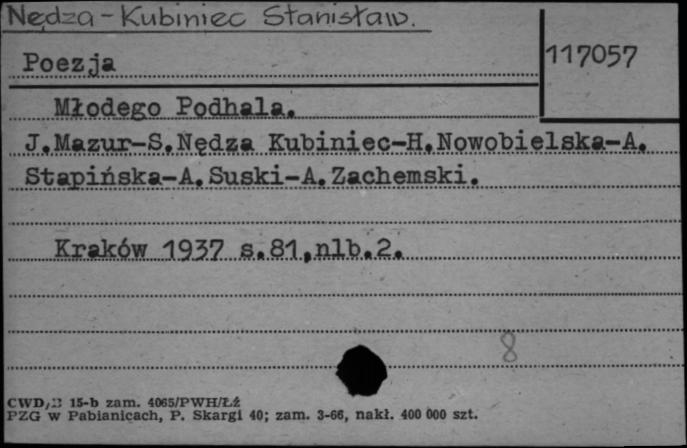 Nędza-Kubiniec Stanisław.
Poezja
117057
Młodego Podhala.
J.Mazur-S.Nędza Kubiniec-H.Nowobielska-A.
Stapińska-A.Suski-A.Zachemski.
Kraków 1937 s.81,nlb.2.
8
CWD/B 15-b zam. 4065/PWH/Łź
PZG w Pabianicach, P. Skargi 40; zam. 3-66, nakł. 400 000 szt.